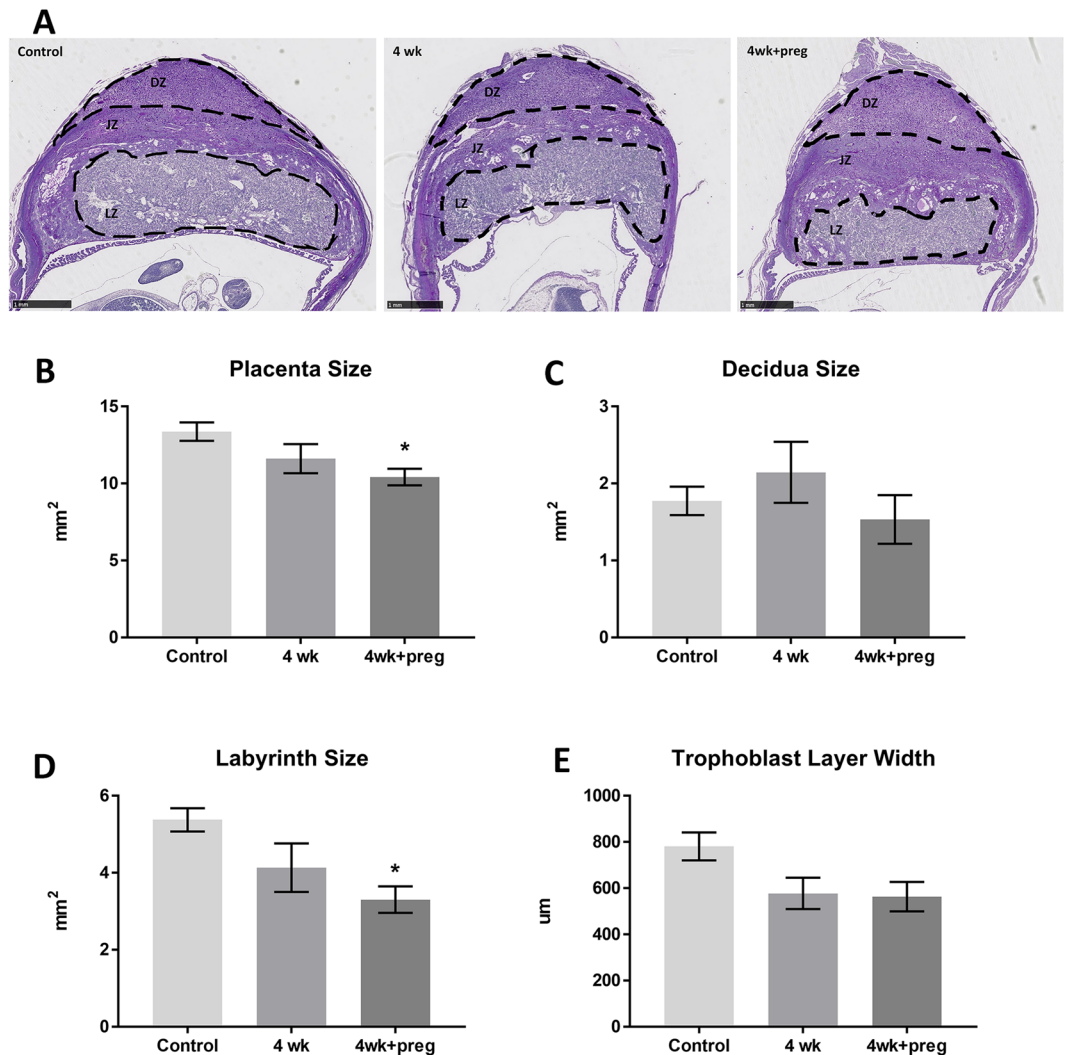 A
Control
DZ
JZ
LZ
1 mm
4 wk
DZ
JZ
LZ
1 mm
4wk+preg
DZ
JZ
LZ
1 mm
B
Placenta Size
15
10
5
0
mm²
Control 4 wk 4wk+preg
*
C
Decidua Size
3
2
1
0
mm²
Control 4 wk 4wk+preg
D
Labyrinth Size
6
4
2
0
mm²
Control 4 wk 4wk+preg
*
E
Trophoblast Layer Width
1000
800
600
400
200
0
um
Control 4 wk 4wk+preg